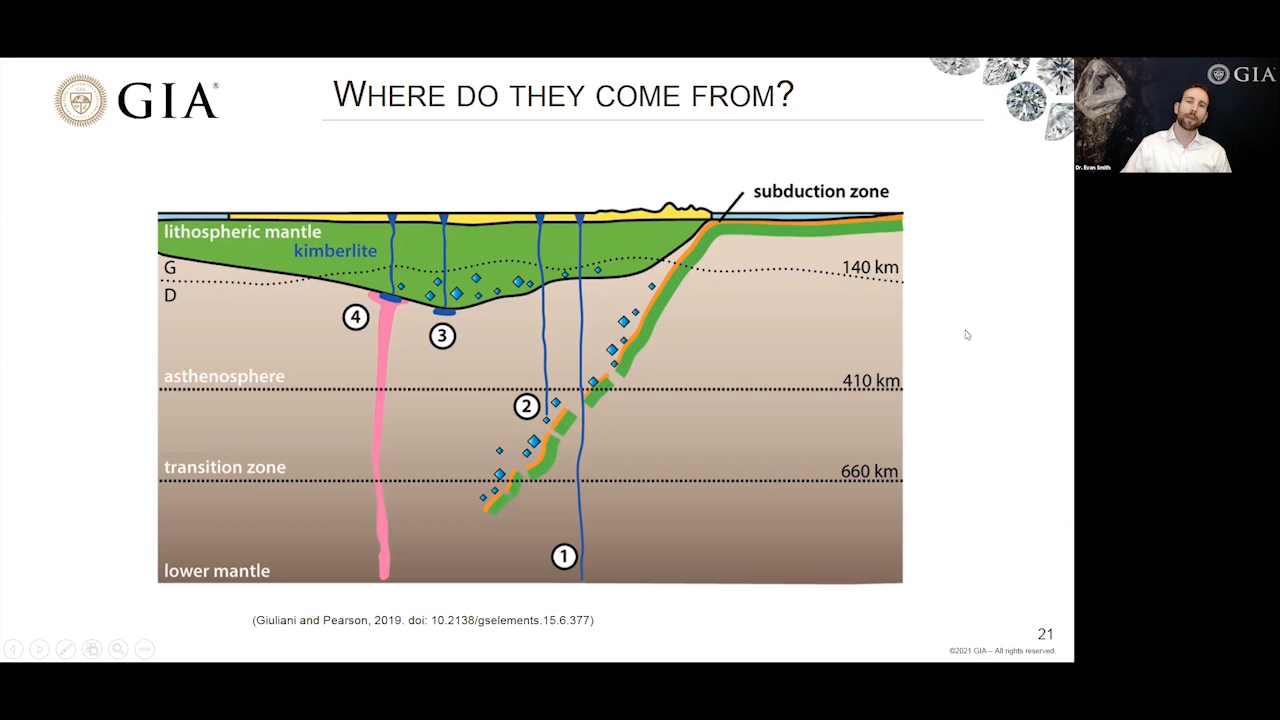 GIA®
WHERE DO THEY COME FROM?
GIA
Dr. Evan Smith
subduction zone
lithospheric mantle
kimberlite
G
140 km
D
4
3
asthenosphere
410 km
2
transition zone
660 km
1
lower mantle
(Giuliani and Pearson, 2019. doi: 10.2138/gselements.15.6.377)
21
©2021 GIA – All rights reserved.